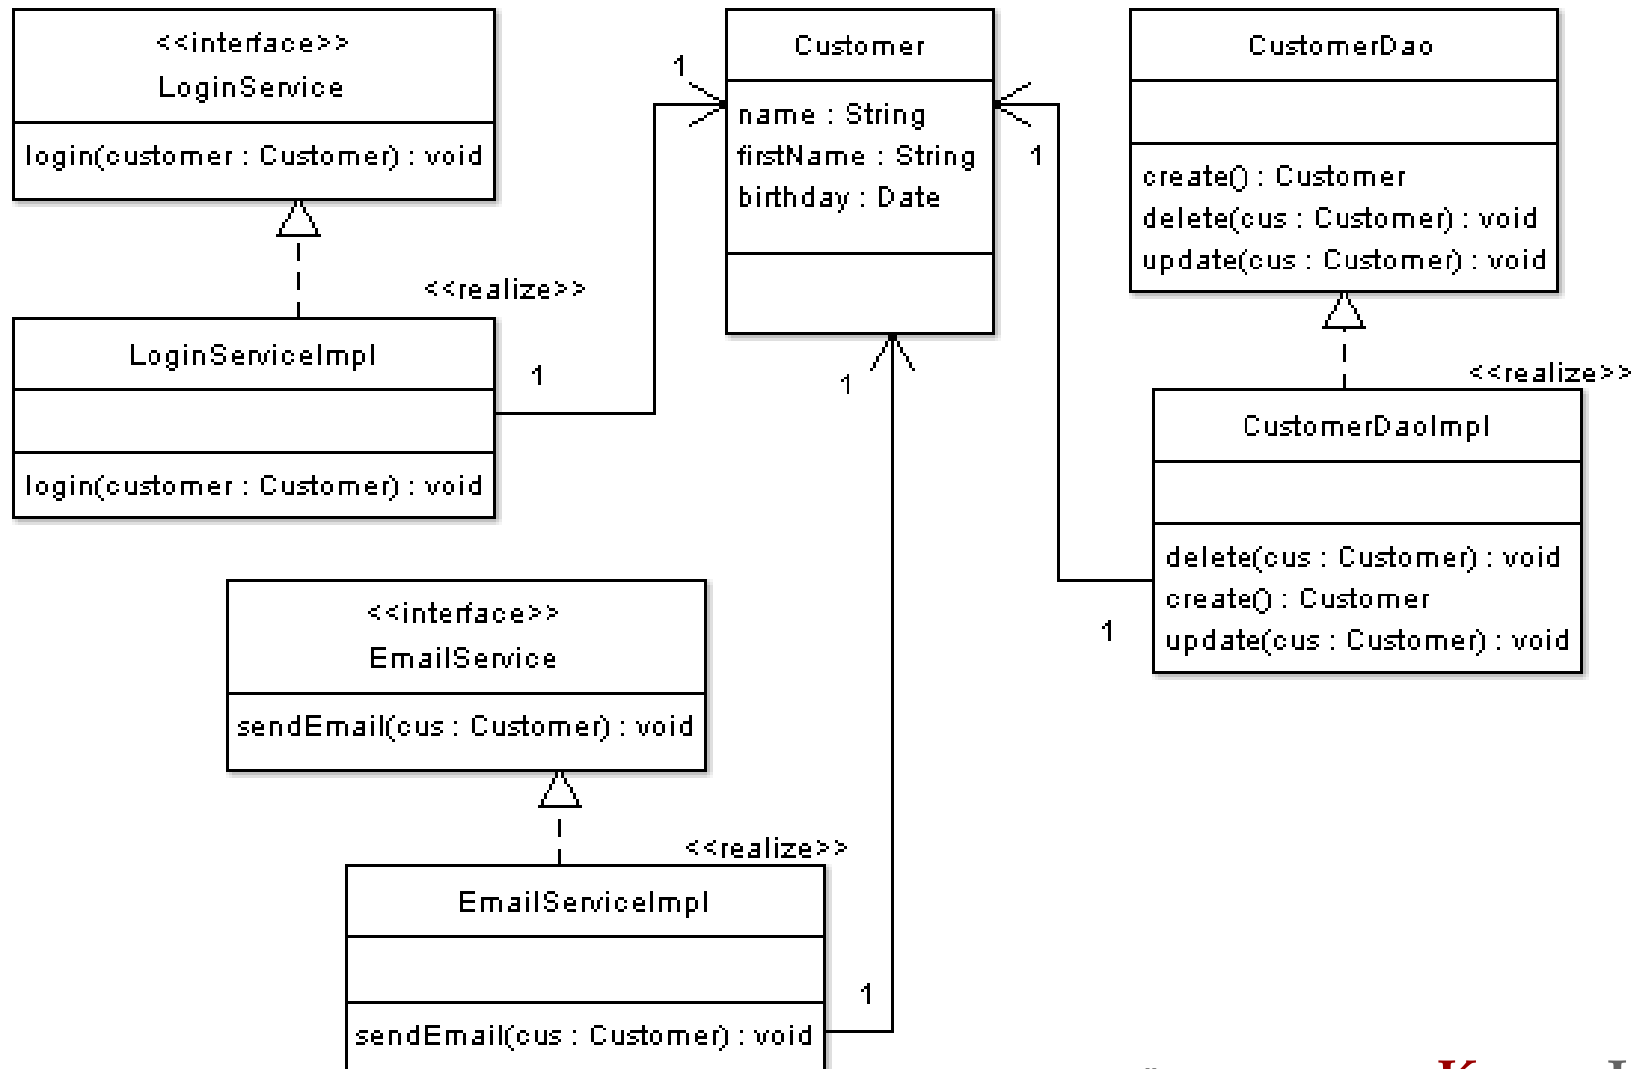 <<interface>>
LoginService
login(customer : Customer) : void
<<realize>>
LoginServiceImpl
login(customer : Customer) : void
1
1
Customer
name : String
firstName : String
birthday : Date
1
1
CustomerDao
create() : Customer
delete(cus : Customer) : void
update(cus : Customer) : void
<<realize>>
CustomerDaoImpl
delete(cus : Customer) : void
create() : Customer
update(cus : Customer) : void
1
1
<<interface>>
EmailService
sendEmail(cus : Customer) : void
<<realize>>
EmailServiceImpl
sendEmail(cus : Customer) : void